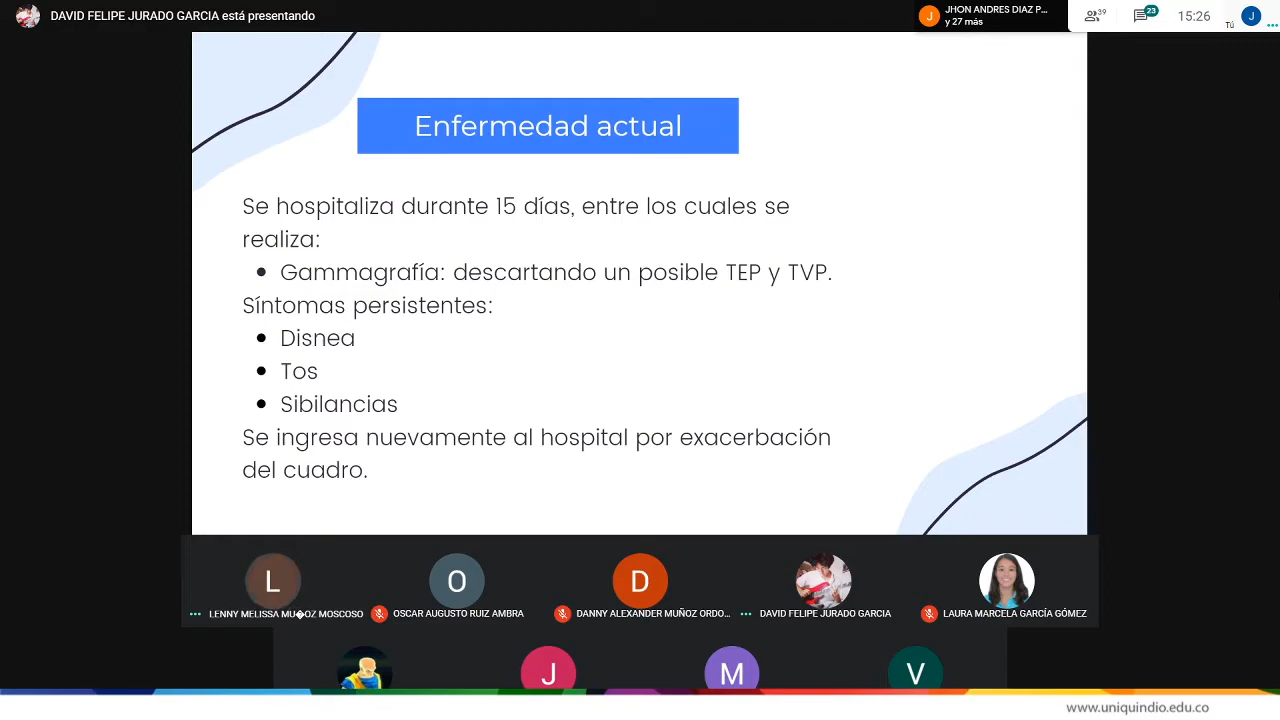 DAVID FELIPE JURADO GARCIA está presentando
J
JHON ANDRES DIAZ P...
y 27 más
39
23
15:26
Tú
J
Enfermedad actual
Se hospitaliza durante 15 días, entre los cuales se
realiza:
• Gammagrafía: descartando un posible TEP y TVP.
Síntomas persistentes:
• Disnea
• Tos
• Sibilancias
Se ingresa nuevamente al hospital por exacerbación
del cuadro.
L
O
D
LENNY MELISSA MU�OZ MOSCOSO
OSCAR AUGUSTO RUIZ AMBRA
DANNY ALEXANDER MUÑOZ ORDO...
DAVID FELIPE JURADO GARCIA
LAURA MARCELA GARCÍA GÓMEZ
J
M
V
www.uniquindio.edu.co